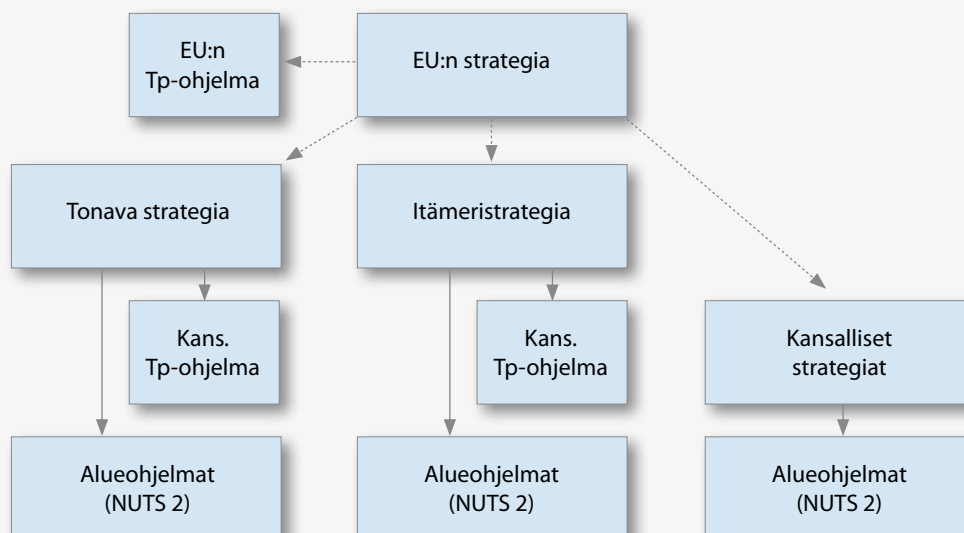 EU:n
Tp-ohjelma
EU:n strategia
Tonava strategia
Itämeristrategia
Kans.
Tp-ohjelma
Kans.
Tp-ohjelma
Kansalliset
strategiat
Alueohjelmat
(NUTS 2)
Alueohjelmat
(NUTS 2)
Alueohjelmat
(NUTS 2)